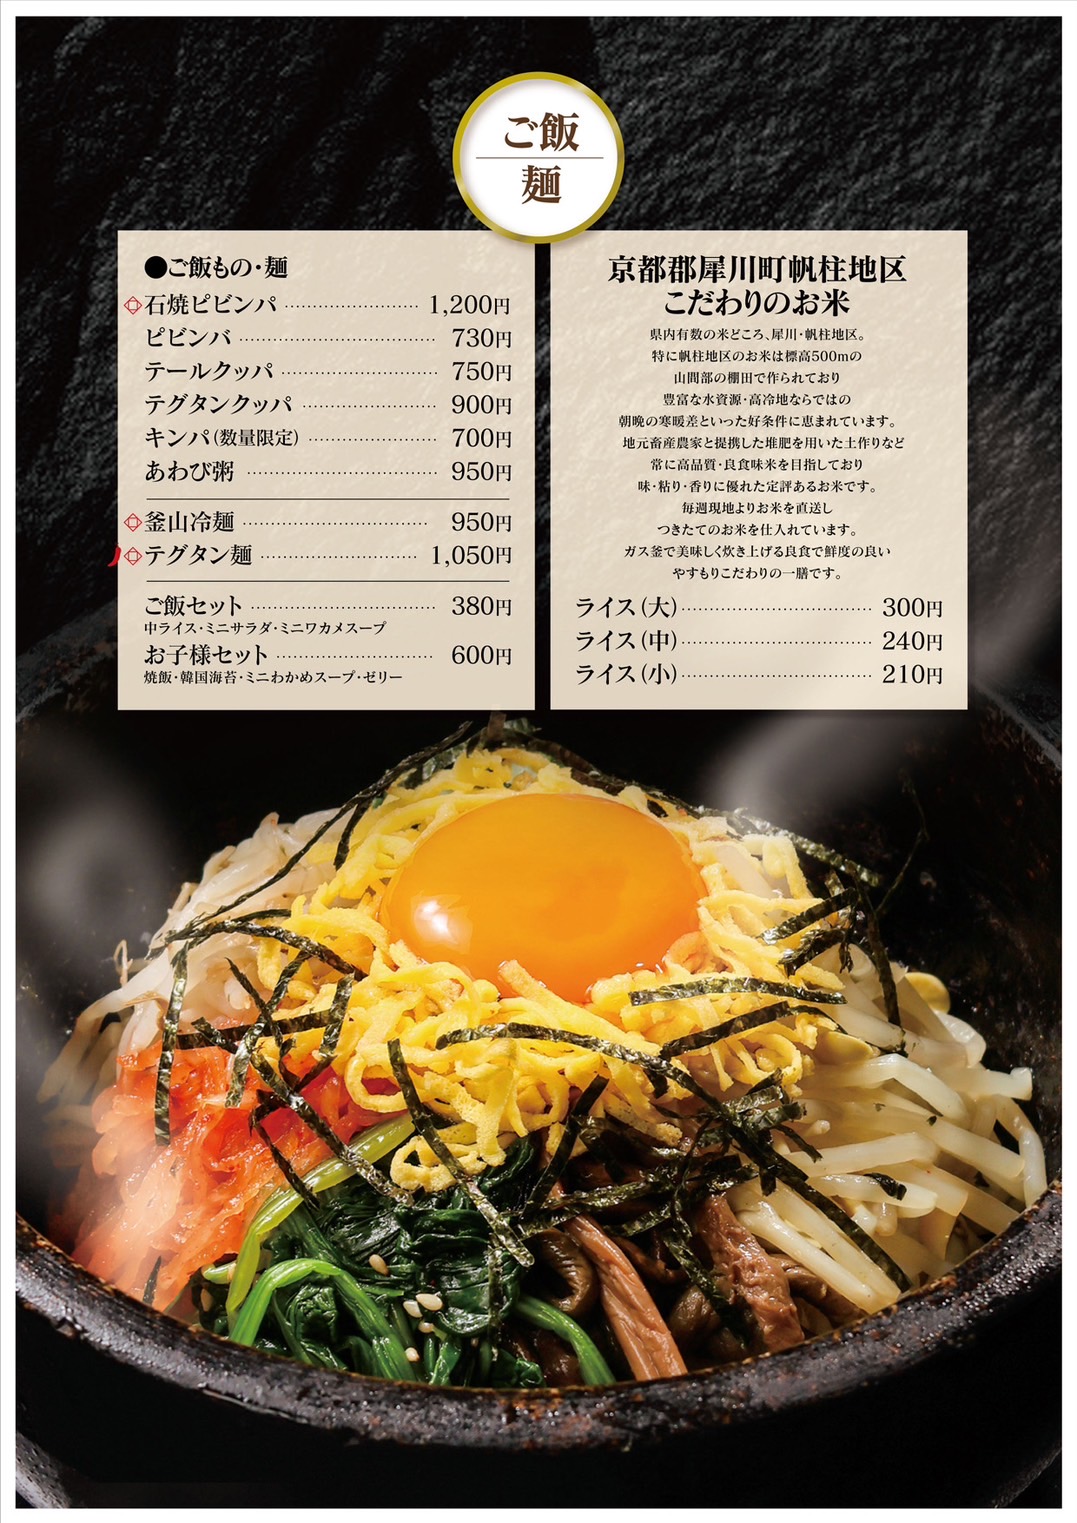 ご飯
麺
●ご飯もの・麺
石焼ピビンパ 1,200円
ピビンバ 730円
テールクッパ 750円
テグタンクッパ 900円
キンパ(数量限定) 700円
あわび粥 950円
釜山冷麺 950円
テグタン麺 1,050円
ご飯セット 380円
中ライス・ミニサラダ・ミニワカメスープ
お子様セット 600円
焼飯・韓国海苔・ミニわかめスープ・ゼリー
京都郡犀川町帆柱地区
こだわりのお米
県内有数の米どころ、犀川・帆柱地区。
特に帆柱地区のお米は標高500mの
山間部の棚田で作られており
豊富な水資源・高冷地ならではの
朝晩の寒暖差といった好条件に恵まれています。
地元畜産農家と提携した堆肥を用いた土作りなど
常に高品質・良食味米を目指しており
味・粘り・香りに優れた定評あるお米です。
毎週現地よりお米を直送し
つきたてのお米を仕入れています。
ガス釜で美味しく炊き上げる良食で鮮度の良い
やすもりこだわりの一膳です。
ライス(大) 300円
ライス(中) 240円
ライス(小) 210円